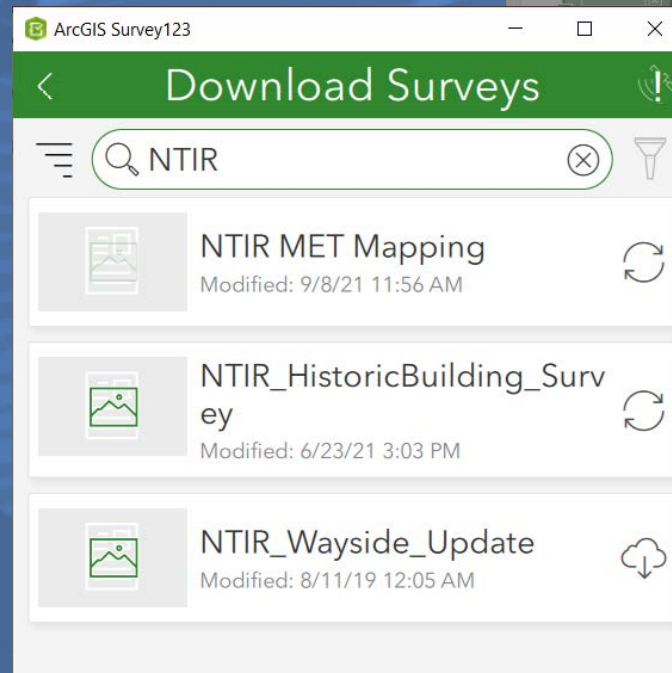 ArcGIS Survey123
Download Surveys
NTIR
NTIR MET Mapping
Modified: 9/8/21 11:56 AM
NTIR_HistoricBuilding_Surv
ey
Modified: 6/23/21 3:03 PM
NTIR_Wayside_Update
Modified: 8/11/19 12:05 AM